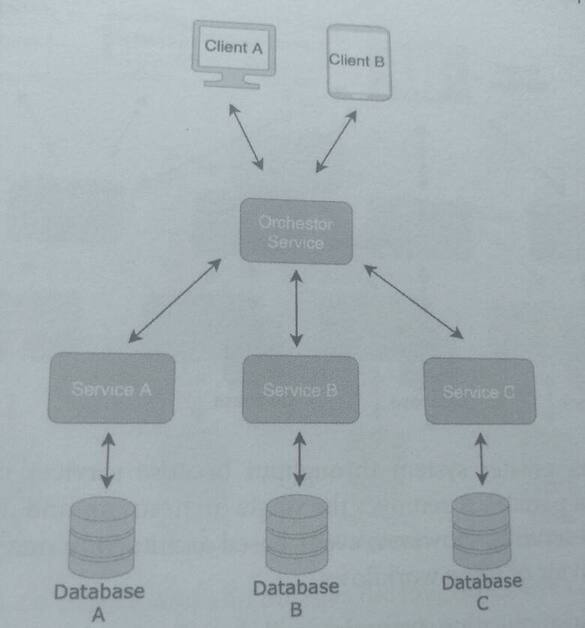 Client A
Client B
Orchestor
Service
Service A
Service B
Service C
Database
A
Database
B
Database
C